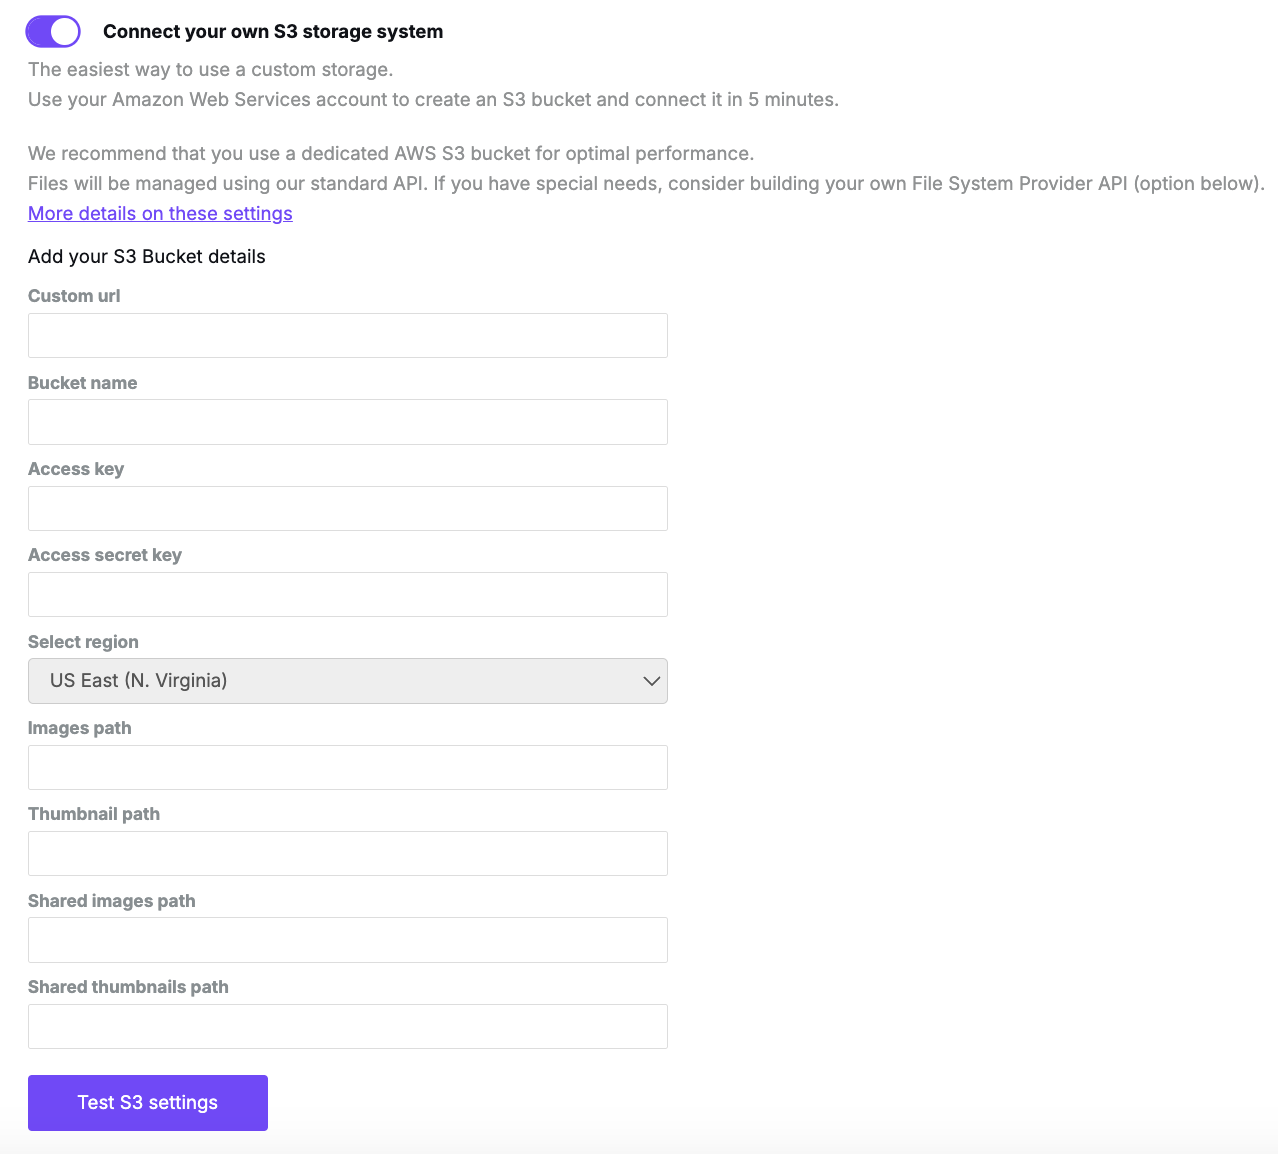 Connect your own S3 storage system
The easiest way to use a custom storage.
Use your Amazon Web Services account to create an S3 bucket and connect it in 5 minutes.
We recommend that you use a dedicated AWS S3 bucket for optimal performance.
Files will be managed using our standard API. If you have special needs, consider building your own File System Provider API (option below).
More details on these settings
Add your S3 Bucket details
Custom url
Bucket name
Access key
Access secret key
Select region
US East (N. Virginia)
Images path
Thumbnail path
Shared images path
Shared thumbnails path
Test S3 settings